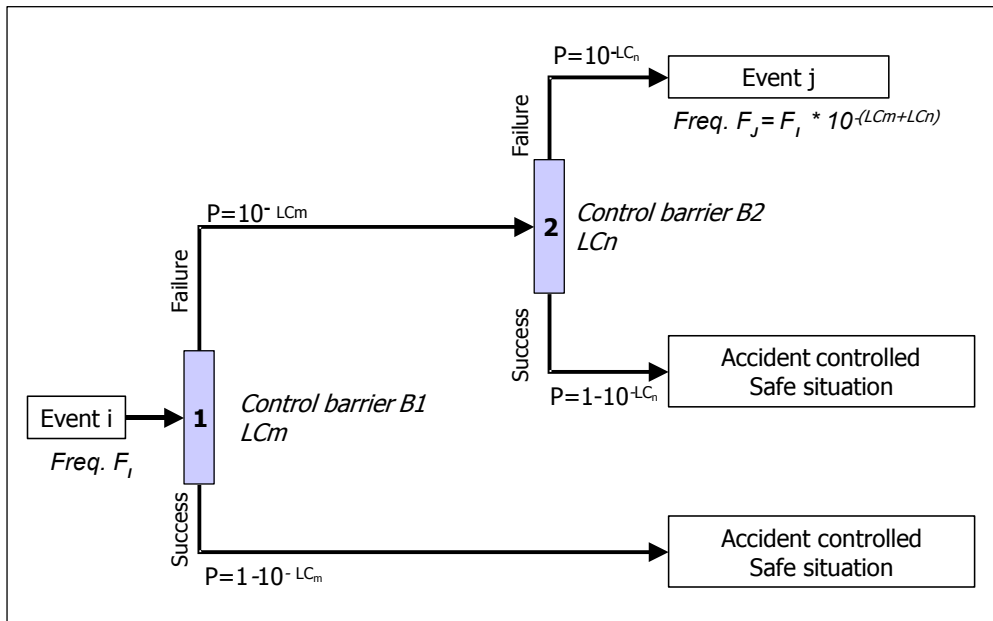 P=10-LCn
Event j
Freq. FJ = FI * 10-(LCm+LCn)
Failure
2
Control barrier B2
LCn
P=10- LCm
Failure
Success
Accident controlled
Safe situation
P=1-10-LCn
Event i
1
Control barrier B1
LCm
Freq. FI
Success
Accident controlled
Safe situation
P=1-10- LCm